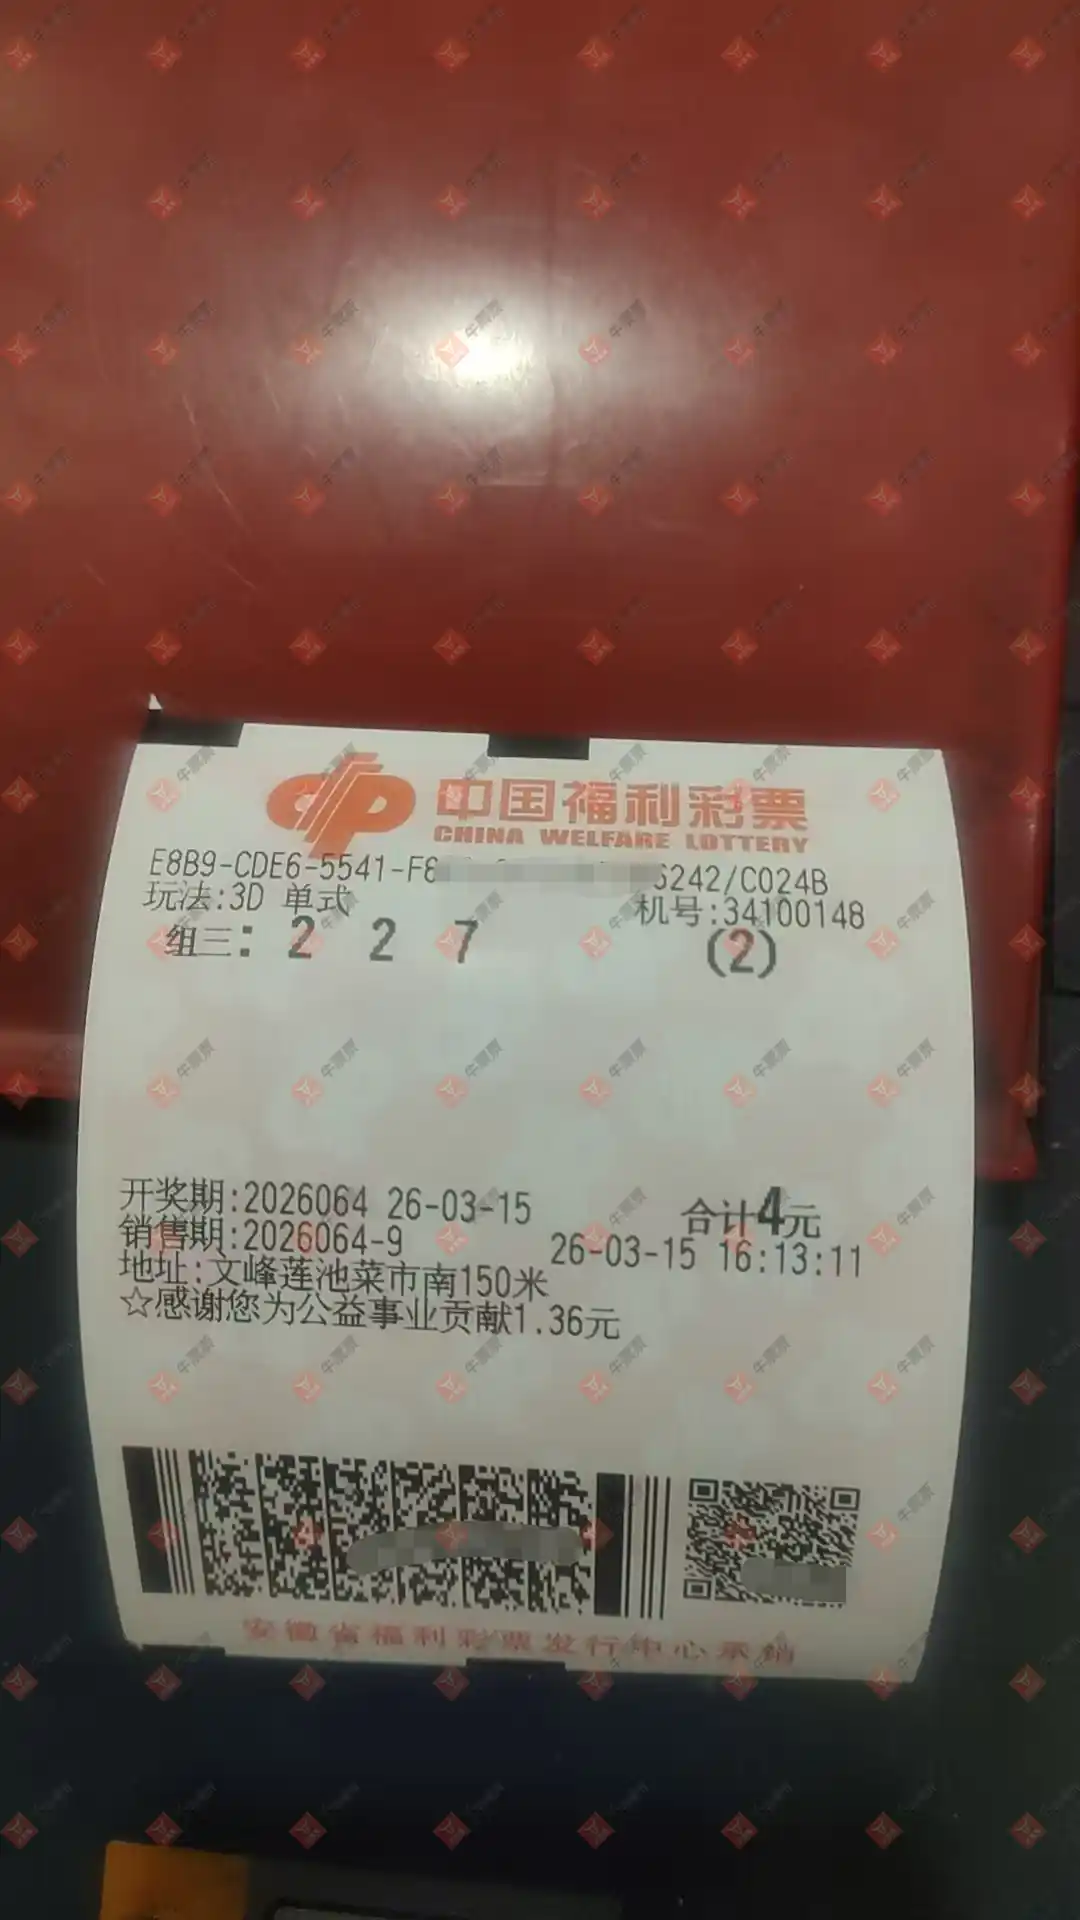 中国福利彩票
CHINA WELFARE LOTTERY
E8B9-CDE6-5541-F6 6242/C024B
玩法:3D 单式 机号:34100148
组三: 2 2 7 (2)
开奖期:2026064 26-03-15 合计4元
销售期:2026064-9 26-03-15 16:13:11
地址:文峰莲池菜市南150米
☆感谢您为公益事业贡献1.36元
安徽省福利彩票发行中心承销
牛票票